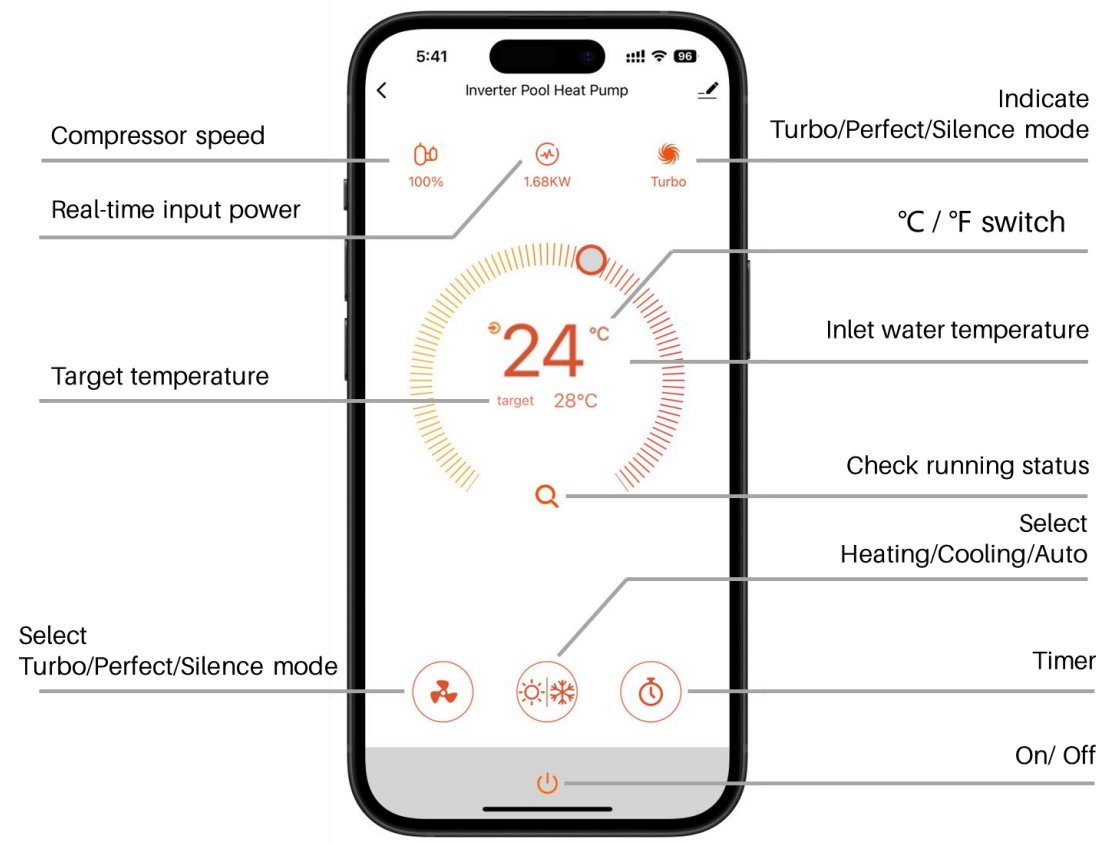 5:41
96
Inverter Pool Heat Pump
Indicate
Turbo/Perfect/Silence mode
Compressor speed
100%
1.68KW
Turbo
Real-time input power
℃ / ℉ switch
24 °C
Inlet water temperature
Target temperature
target 28°C
Check running status
Select
Heating/Cooling/Auto
Select
Turbo/Perfect/Silence mode
Timer
On/ Off